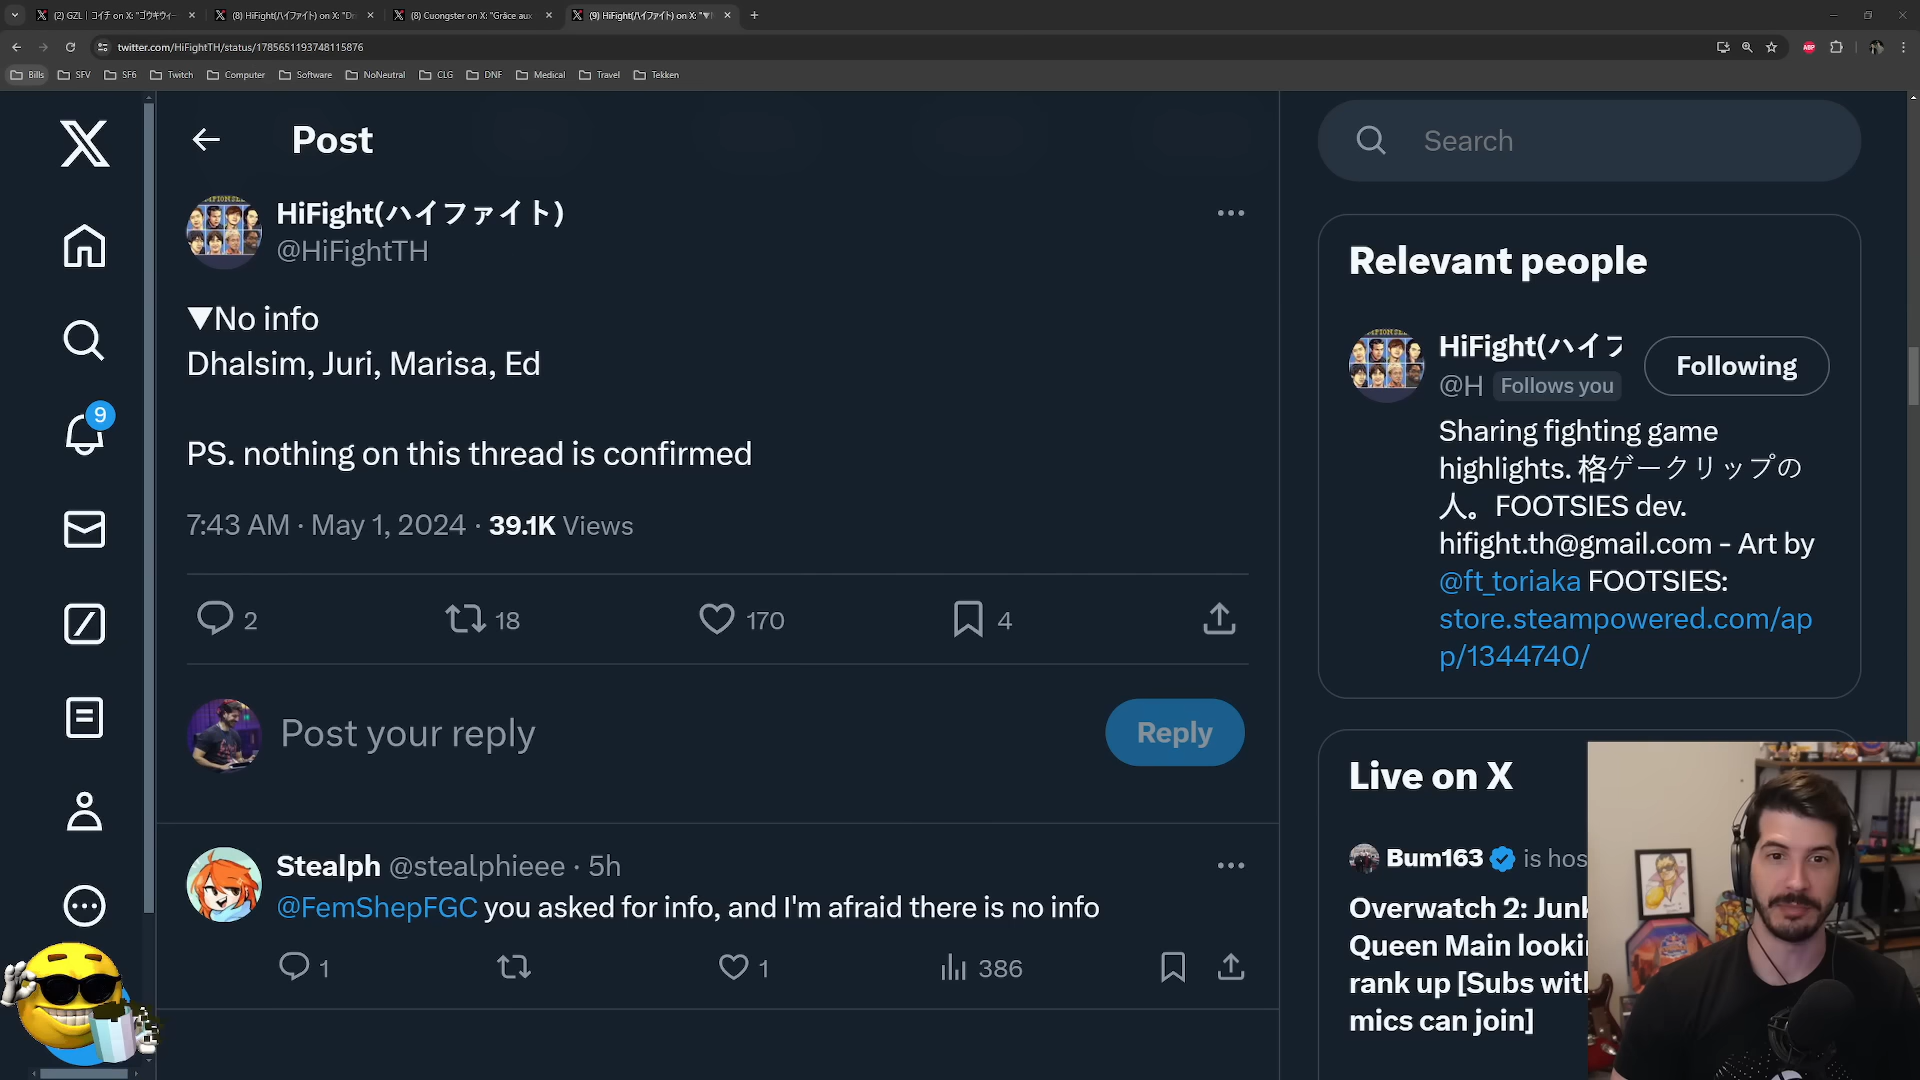 (2) GZL | コイチ on X: "ゴウキウィー
(8) HiFight(ハイファイト) on X: "Dr
(8) Cuongster on X: "Grâce aux
(9) HiFight(ハイファイト) on X: "▼N
twitter.com/HiFightTH/status/1785651193748115876
ABP
Bills
SFV
SF6
Twitch
Computer
Software
NoNeutral
CLG
DNF
Medical
Travel
Tekken
Post
HiFight(ハイファイト)
@HiFightTH
▼No info
Dhalsim, Juri, Marisa, Ed
PS. nothing on this thread is confirmed
7:43 AM · May 1, 2024 · 39.1K Views
2
18
170
4
Post your reply
Reply
Stealph @stealphieee · 5h
@FemShepFGC you asked for info, and I'm afraid there is no info
1
1
386
9
Search
Relevant people
HiFight(ハイフ
@H Follows you
Following
Sharing fighting game
highlights. 格ゲークリップの
人。FOOTSIES dev.
hifight.th@gmail.com - Art by
@ft_toriaka FOOTSIES:
store.steampowered.com/ap
p/1344740/
Live on X
Bum163 is hos
Overwatch 2: Junk
Queen Main lookin
rank up [Subs with
mics can join]